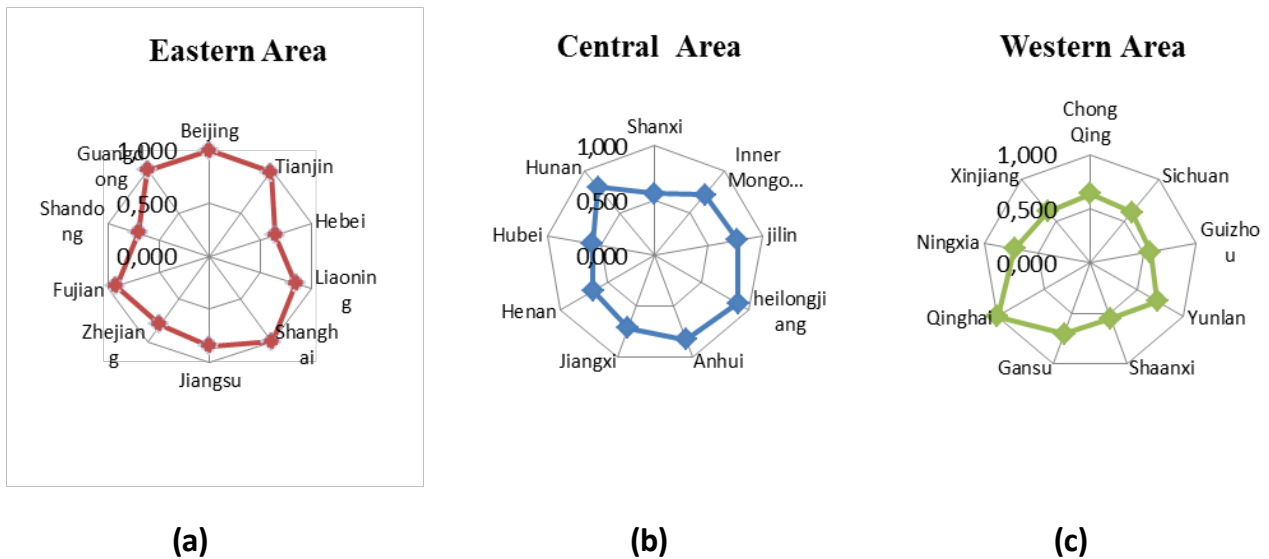 Eastern Area
Beijing
Tianjin
Hebei
Liaonin
g
Shangh
ai
Jiangsu
Zhejian
g
Fujian
Shando
ng
Guangd
ong
1,000
0,500
0,000
(a)
Central Area
Shanxi
Inner
Mongo...
jilin
heilongji
ang
Anhui
Jiangxi
Henan
Hubei
Hunan
1,000
0,500
0,000
(b)
Western Area
Chong
Qing
Sichuan
Guizho
u
Yunlan
Shaanxi
Gansu
Qinghai
Ningxia
Xinjiang
1,000
0,500
0,000
(c)